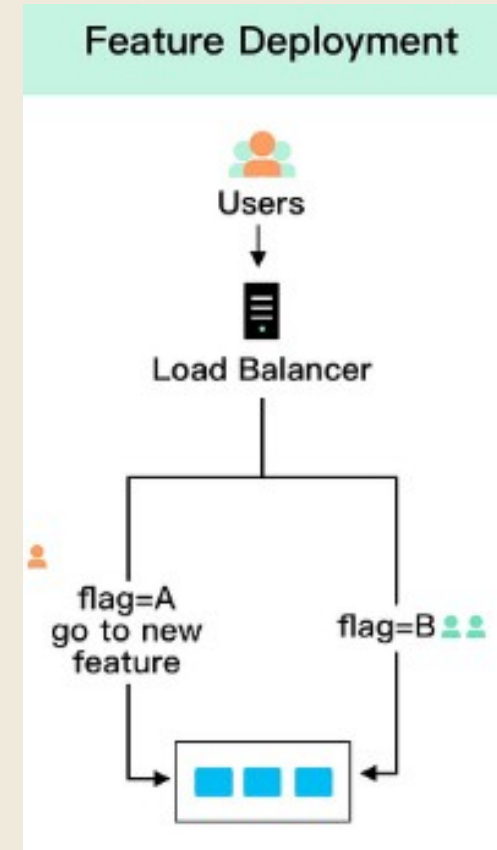 Feature Deployment
Users
Load Balancer
flag=A
go to new
feature
flag=B